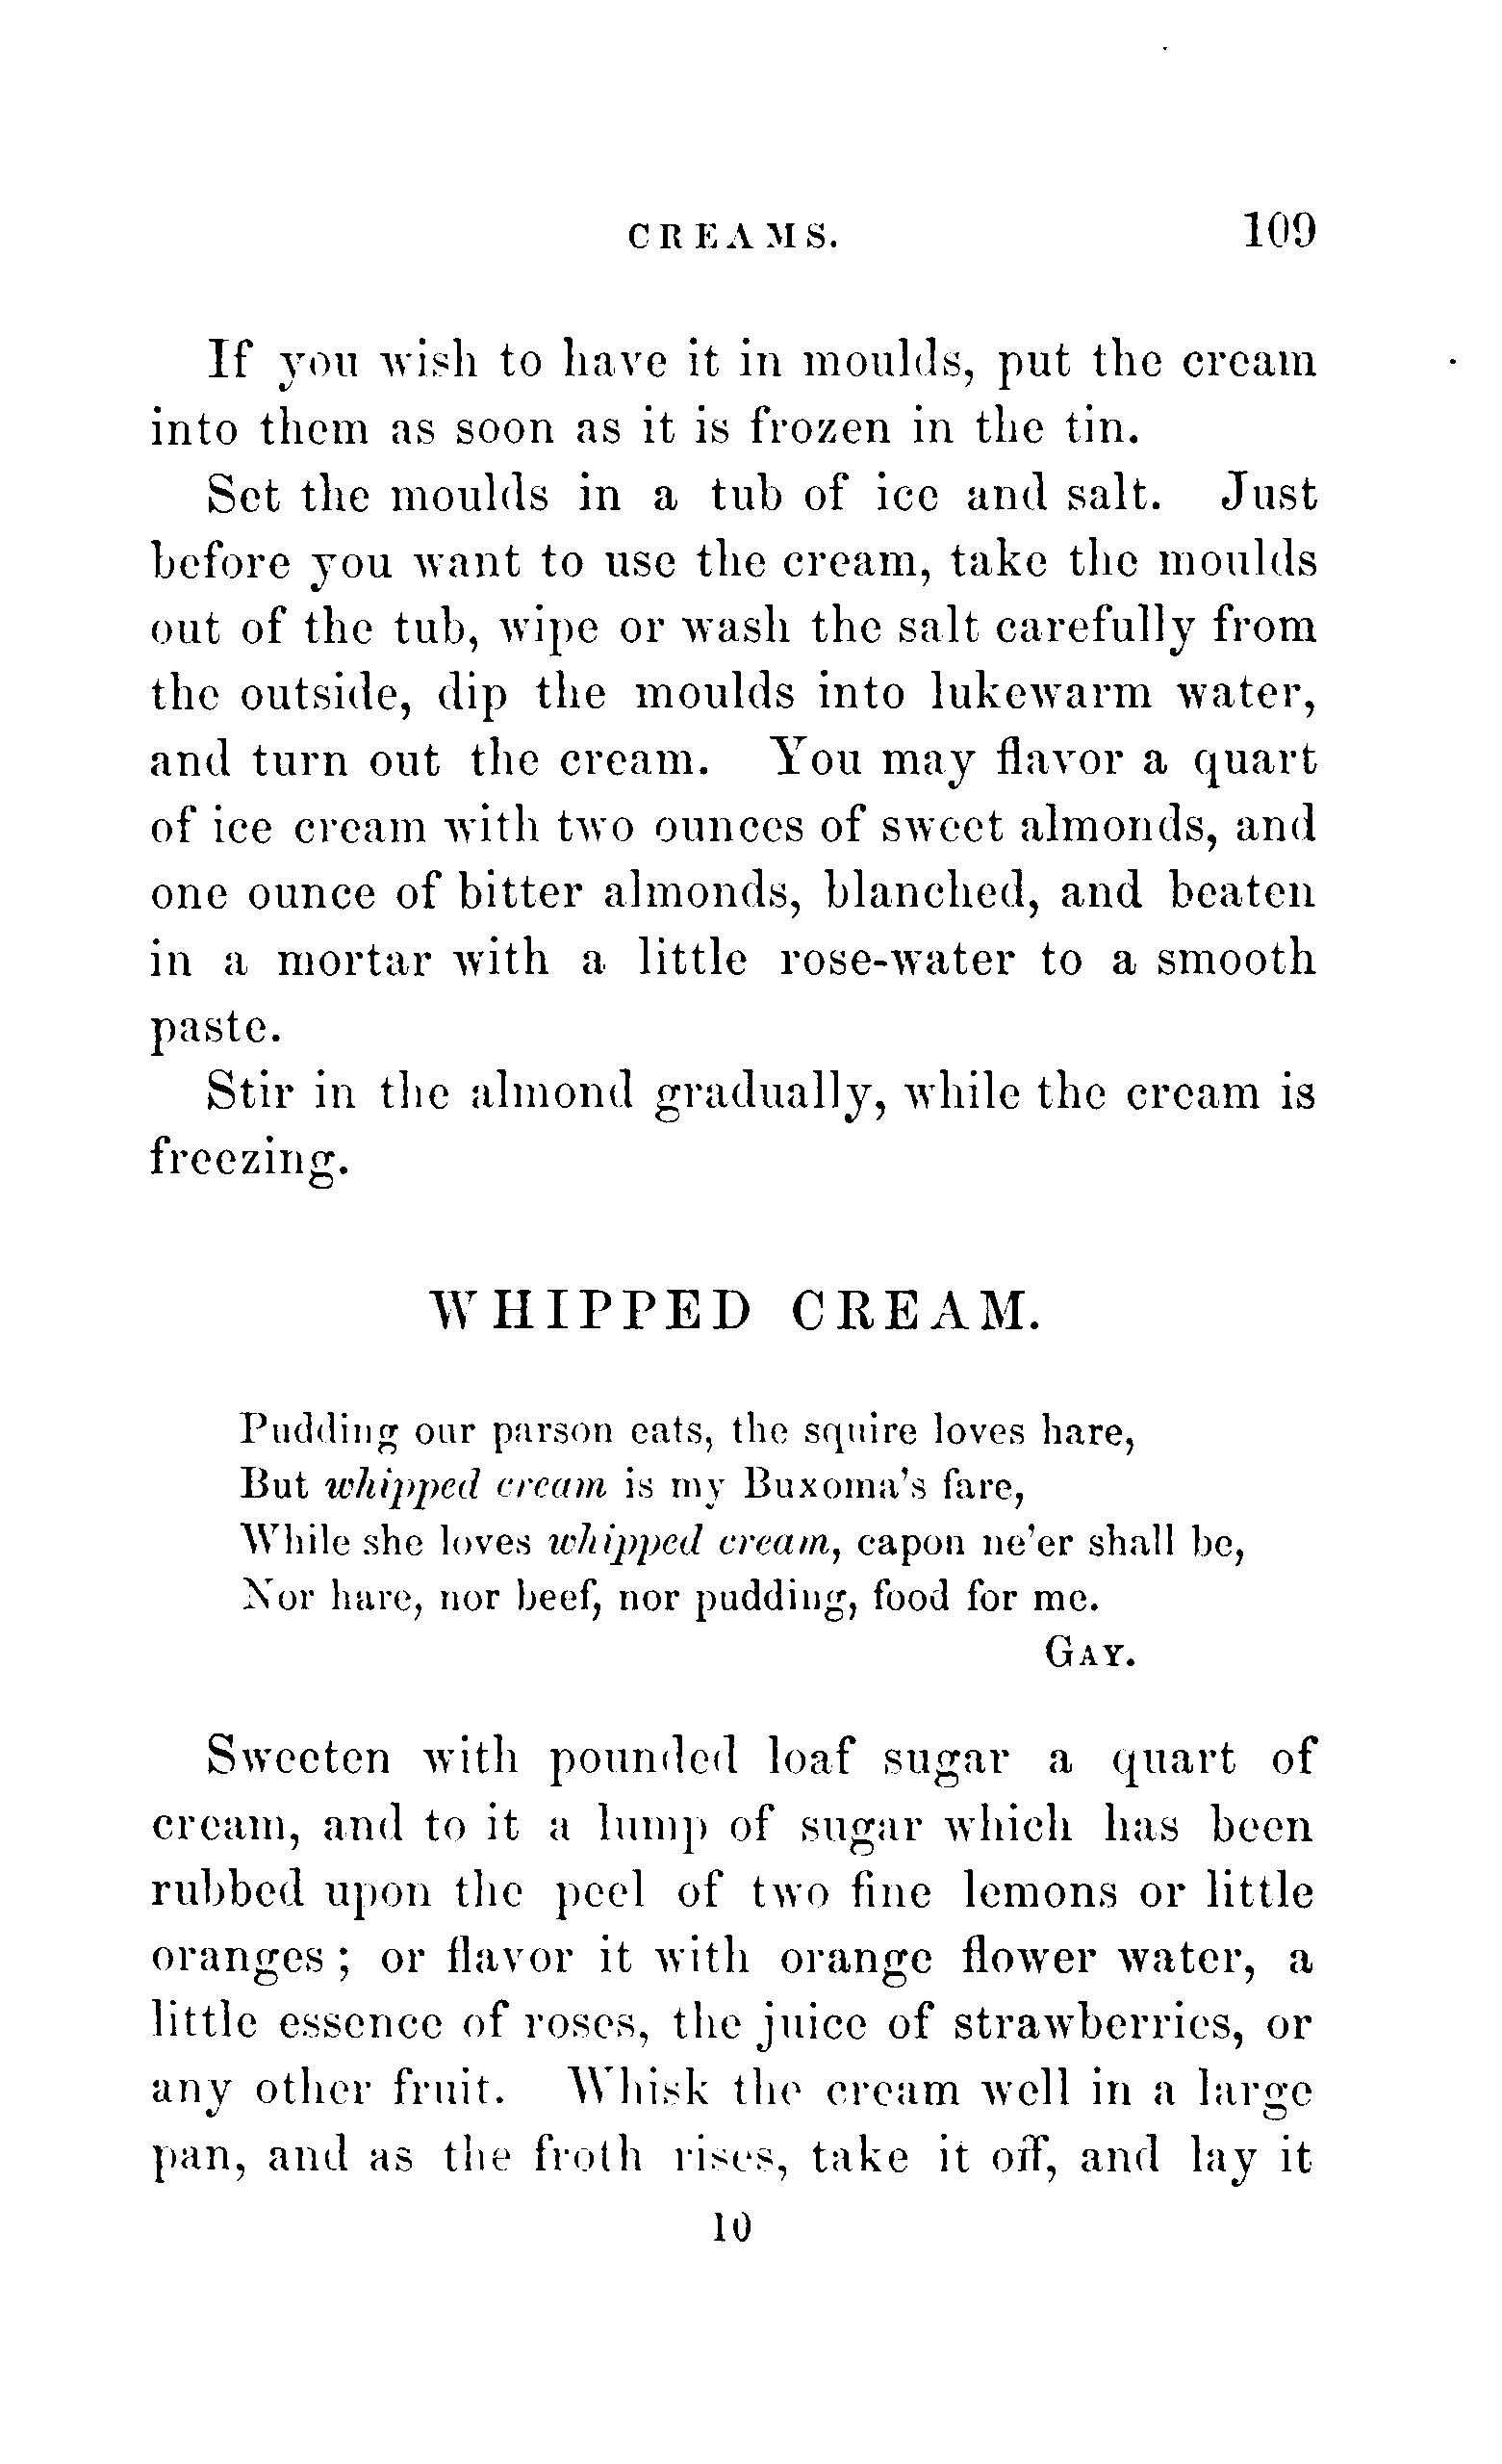 CREAMS. 109
If you wish to have it in moulds, put the cream
into them as soon as it is frozen in the tin.
Set the moulds in a tub of ice and salt. Just
before you want to use the cream, take the moulds
out of the tub, wipe or wash the salt carefully from
the outside, dip the moulds into lukewarm water,
and turn out the cream. You may flavor a quart
of ice cream with two ounces of sweet almonds, and
one ounce of bitter almonds, blanched, and beaten
in a mortar with a little rose-water to a smooth
paste.
Stir in the almond gradually, while the cream is
freezing.
WHIPPED CREAM.
Pudding our parson eats, the squire loves hare,
But whipped cream is my Buxoma's fare,
While she loves whipped cream, capon ne'er shall be,
Nor hare, nor beef, nor pudding, food for me.
GAY.
Sweeten with pounded loaf sugar a quart of
cream, and to it a lump of sugar which has been
rubbed upon the peel of two fine lemons or little
oranges; or flavor it with orange flower water, a
little essence of roses, the juice of strawberries, or
any other fruit. Whisk the cream well in a large
pan, and as the froth rises, take it off, and lay it
10